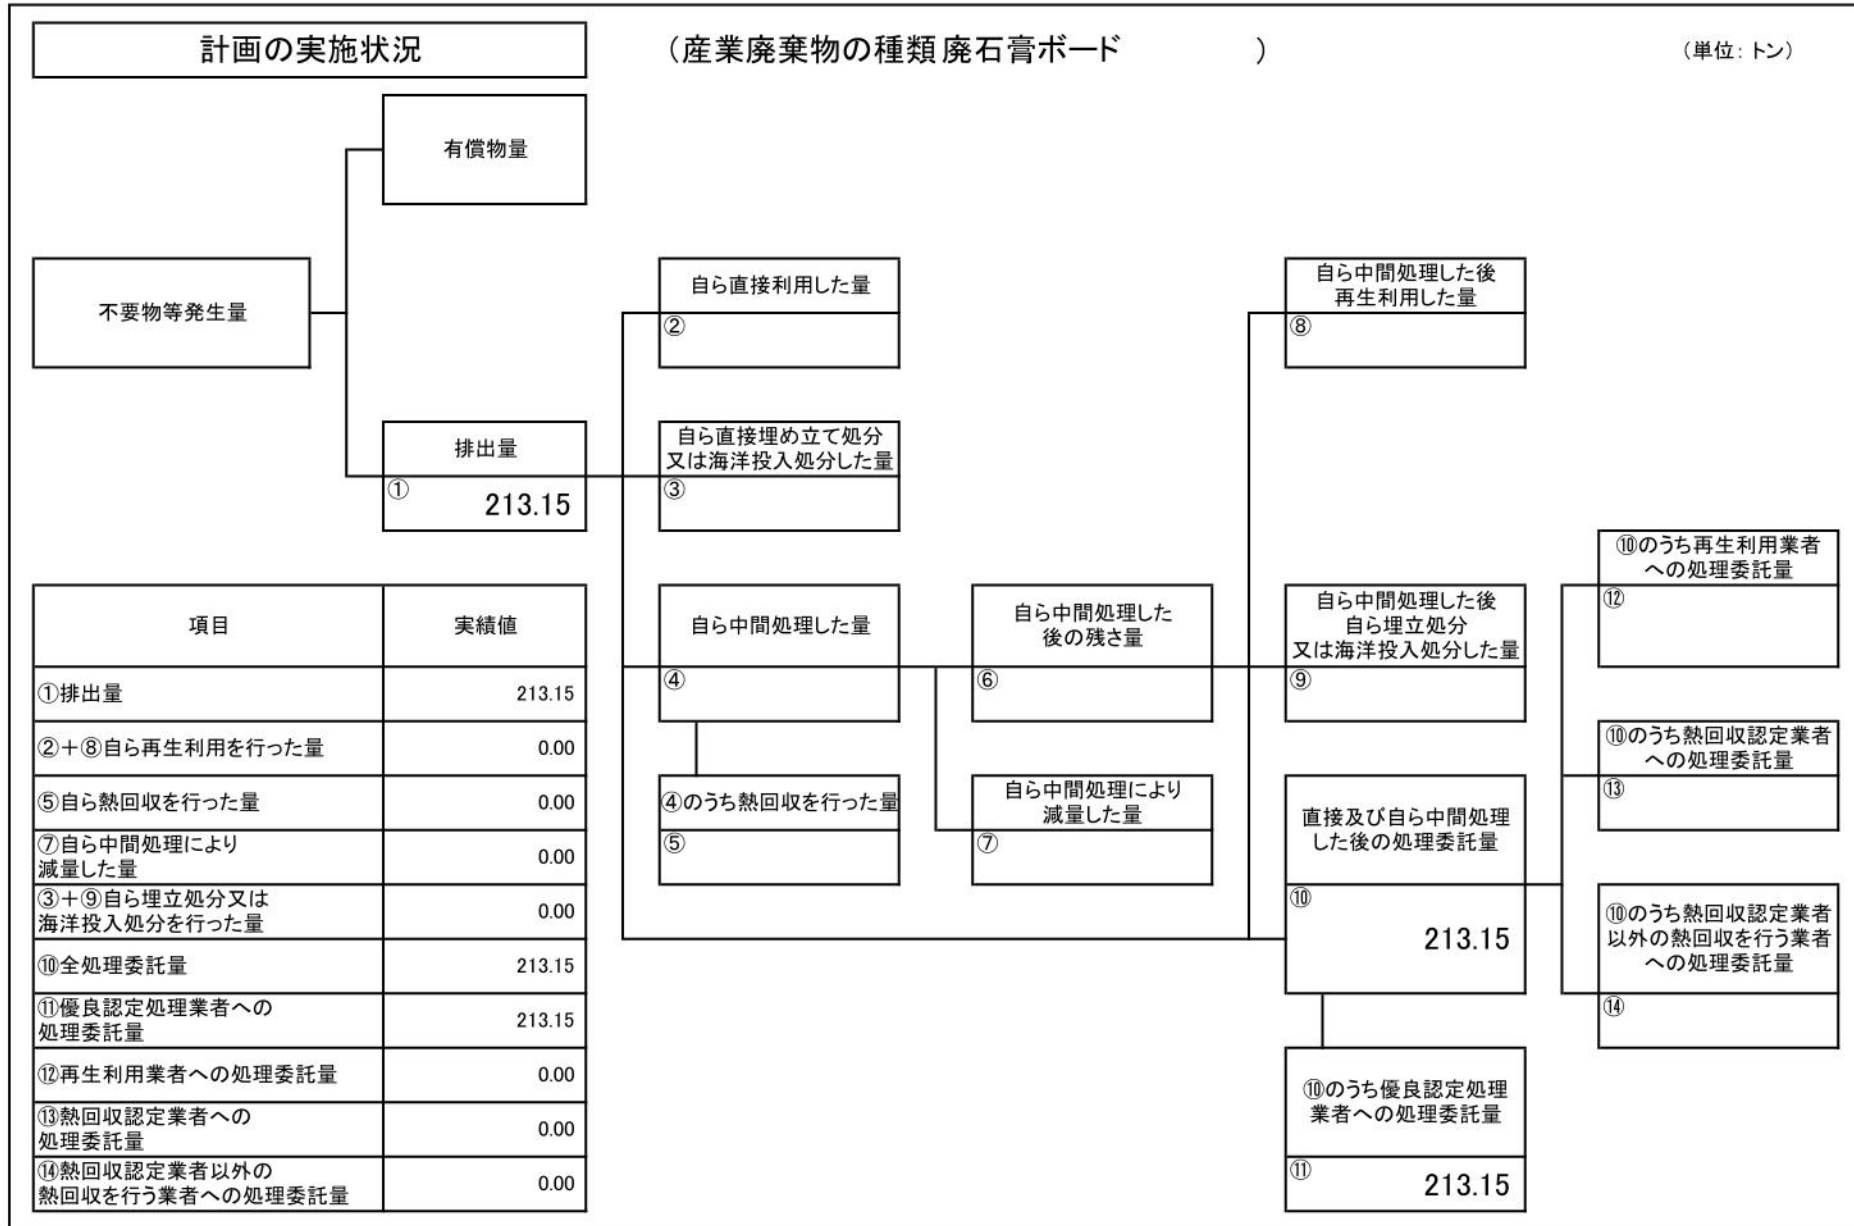 計画の実施状況
（産業廃棄物の種類 廃石膏ボード　　　　）
（単位：トン）
有償物量
不要物等発生量
自ら直接利用した量
②
自ら中間処理した後
再生利用した量
⑧
排出量
①
213.15
自ら直接埋め立て処分
又は海洋投入処分した量
③
⑩のうち再生利用業者
への処理委託量
⑫
自ら中間処理した量
④
自ら中間処理した
後の残さ量
⑥
自ら中間処理した後
自ら埋立処分
又は海洋投入処分した量
⑨
⑩のうち熱回収認定業者
への処理委託量
⑬
④のうち熱回収を行った量
⑤
自ら中間処理により
減量した量
⑦
直接及び自ら中間処理
した後の処理委託量
⑩
213.15
⑩のうち熱回収認定業者
以外の熱回収を行う業者
への処理委託量
⑭
⑩のうち優良認定処理
業者への処理委託量
⑪
213.15
項目 実績値
①排出量 213.15
②＋⑧自ら再生利用を行った量 0.00
⑤自ら熱回収を行った量 0.00
⑦自ら中間処理により
減量した量 0.00
③＋⑨自ら埋立処分又は
海洋投入処分を行った量 0.00
⑩全処理委託量 213.15
⑪優良認定処理業者への
処理委託量 213.15
⑫再生利用業者への処理委託量 0.00
⑬熱回収認定業者への
処理委託量 0.00
⑭熱回収認定業者以外の
熱回収を行う業者への処理委託量 0.00